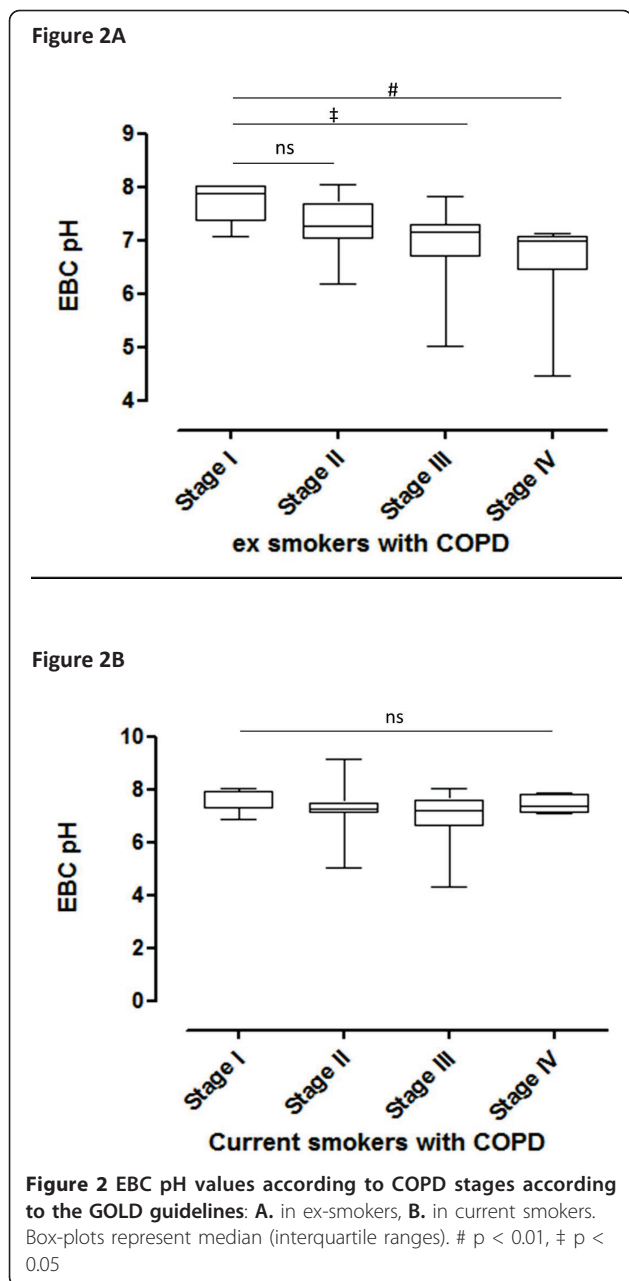 Figure 2A
#
‡
ns
9
8
7
6
5
4
EBC pH
Stage I
Stage II
Stage III
Stage IV
ex smokers with COPD
Figure 2B
ns
10
8
6
4
2
0
EBC pH
Stage I
Stage II
Stage III
Stage IV
Current smokers with COPD
Figure 2 EBC pH values according to COPD stages according
to the GOLD guidelines: A. in ex-smokers, B. in current smokers.
Box-plots represent median (interquartile ranges). # p < 0.01, ‡ p <
0.05